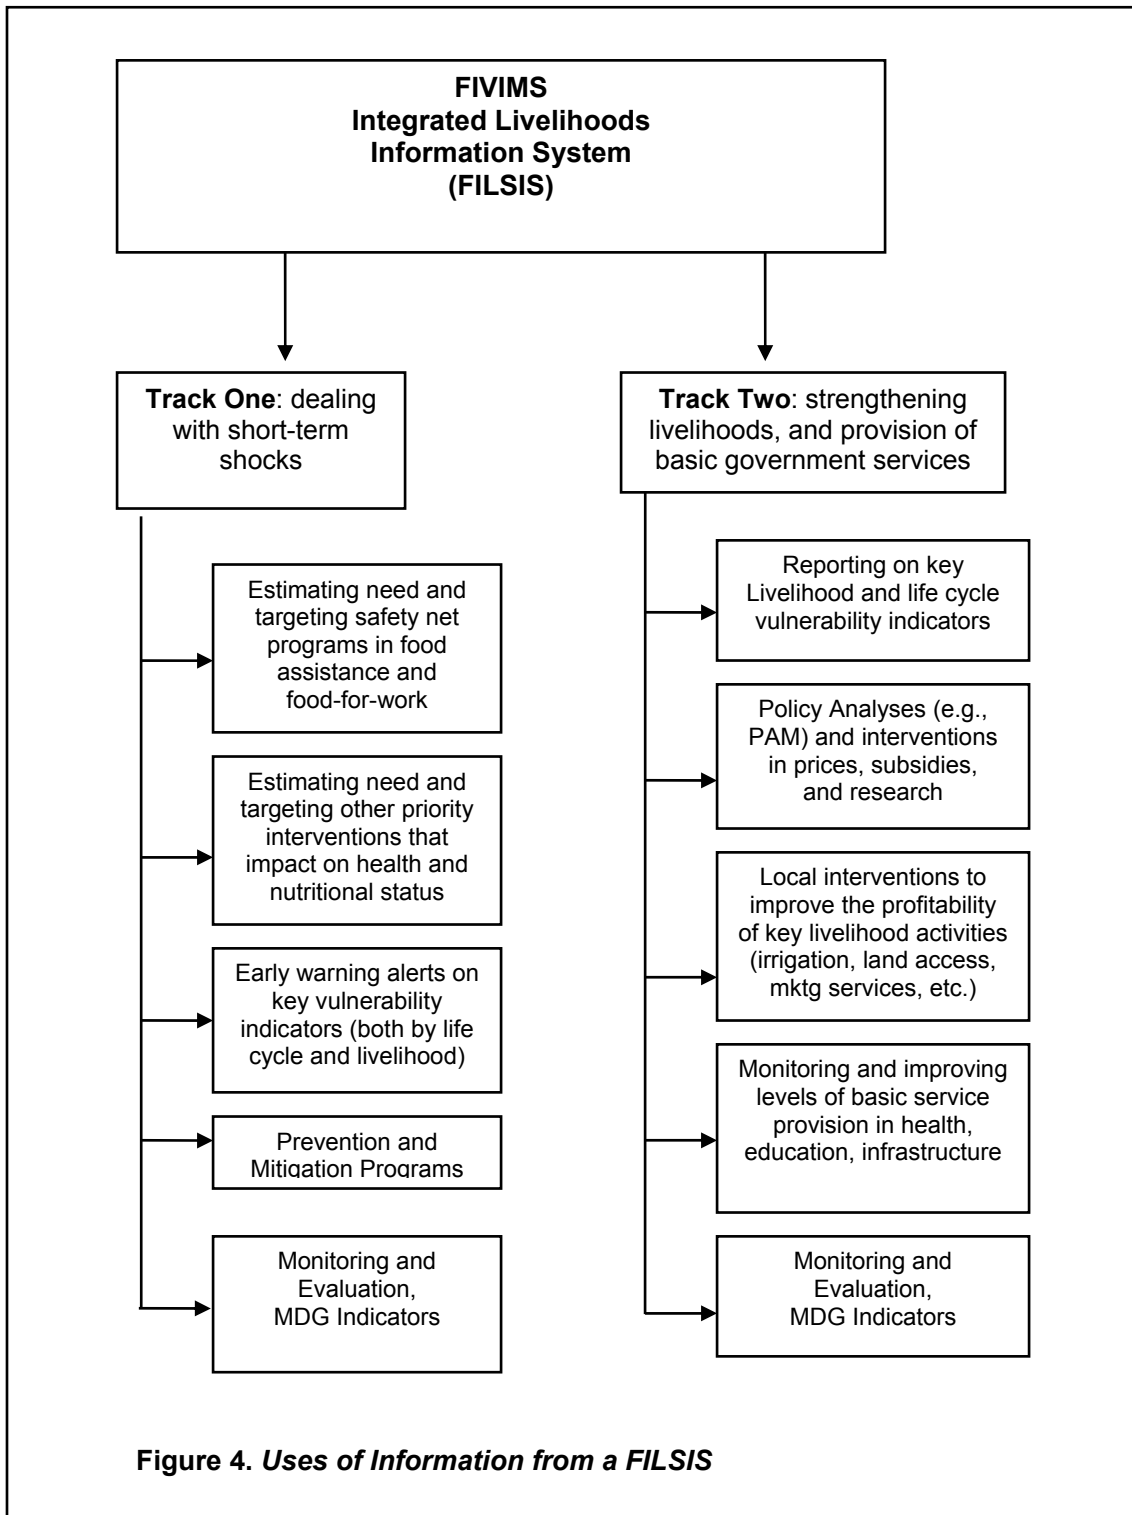 FIVIMS
Integrated Livelihoods
Information System
(FILSIS)
Track One: dealing
with short-term
shocks
Estimating need and
targeting safety net
programs in food
assistance and
food-for-work
Estimating need and
targeting other priority
interventions that
impact on health and
nutritional status
Early warning alerts on
key vulnerability
indicators (both by life
cycle and livelihood)
Prevention and
Mitigation Programs
Monitoring and
Evaluation,
MDG Indicators
Track Two: strengthening
livelihoods, and provision of
basic government services
Reporting on key
Livelihood and life cycle
vulnerability indicators
Policy Analyses (e.g.,
PAM) and interventions
in prices, subsidies,
and research
Local interventions to
improve the profitability
of key livelihood activities
(irrigation, land access,
mktg services, etc.)
Monitoring and improving
levels of basic service
provision in health,
education, infrastructure
Monitoring and
Evaluation,
MDG Indicators
Figure 4. Uses of Information from a FILSIS